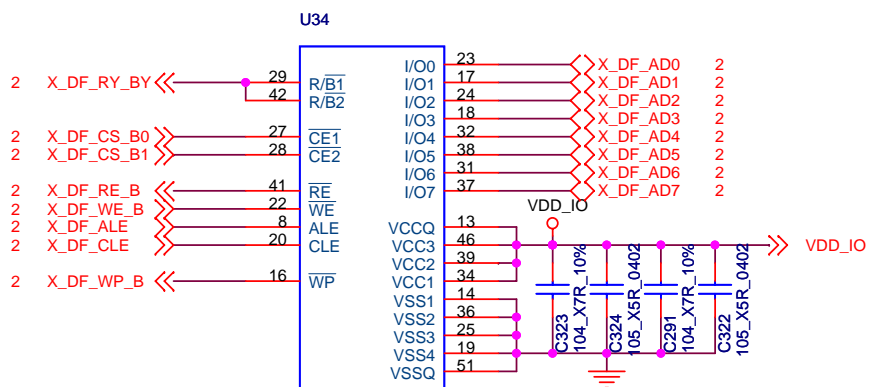 U34
2 X_DF_RY_BY 29 R/B1 I/O0 23 X_DF_AD0 2
I/O1 17 X_DF_AD1 2
42 R/B2 I/O2 24 X_DF_AD2 2
I/O3 18 X_DF_AD3 2
2 X_DF_CS_B0 27 CE1 I/O4 32 X_DF_AD4 2
2 X_DF_CS_B1 28 CE2 I/O5 38 X_DF_AD5 2
I/O6 31 X_DF_AD6 2
2 X_DF_RE_B 41 RE I/O7 37 X_DF_AD7 2
2 X_DF_WE_B 22 WE VDD_IO
2 X_DF_ALE 8 ALE VCCQ 13
2 X_DF_CLE 20 CLE VCC3 46 VDD_IO
VCC2 39
2 X_DF_WP_B 16 WP VCC1 34
VSS1 14
VSS2 36
VSS3 25
VSS4 19
VSSQ 51
C323
104_X7R_10%
C324
105_X5R_0402
C291
104_X7R_10%
C322
105_X5R_0402